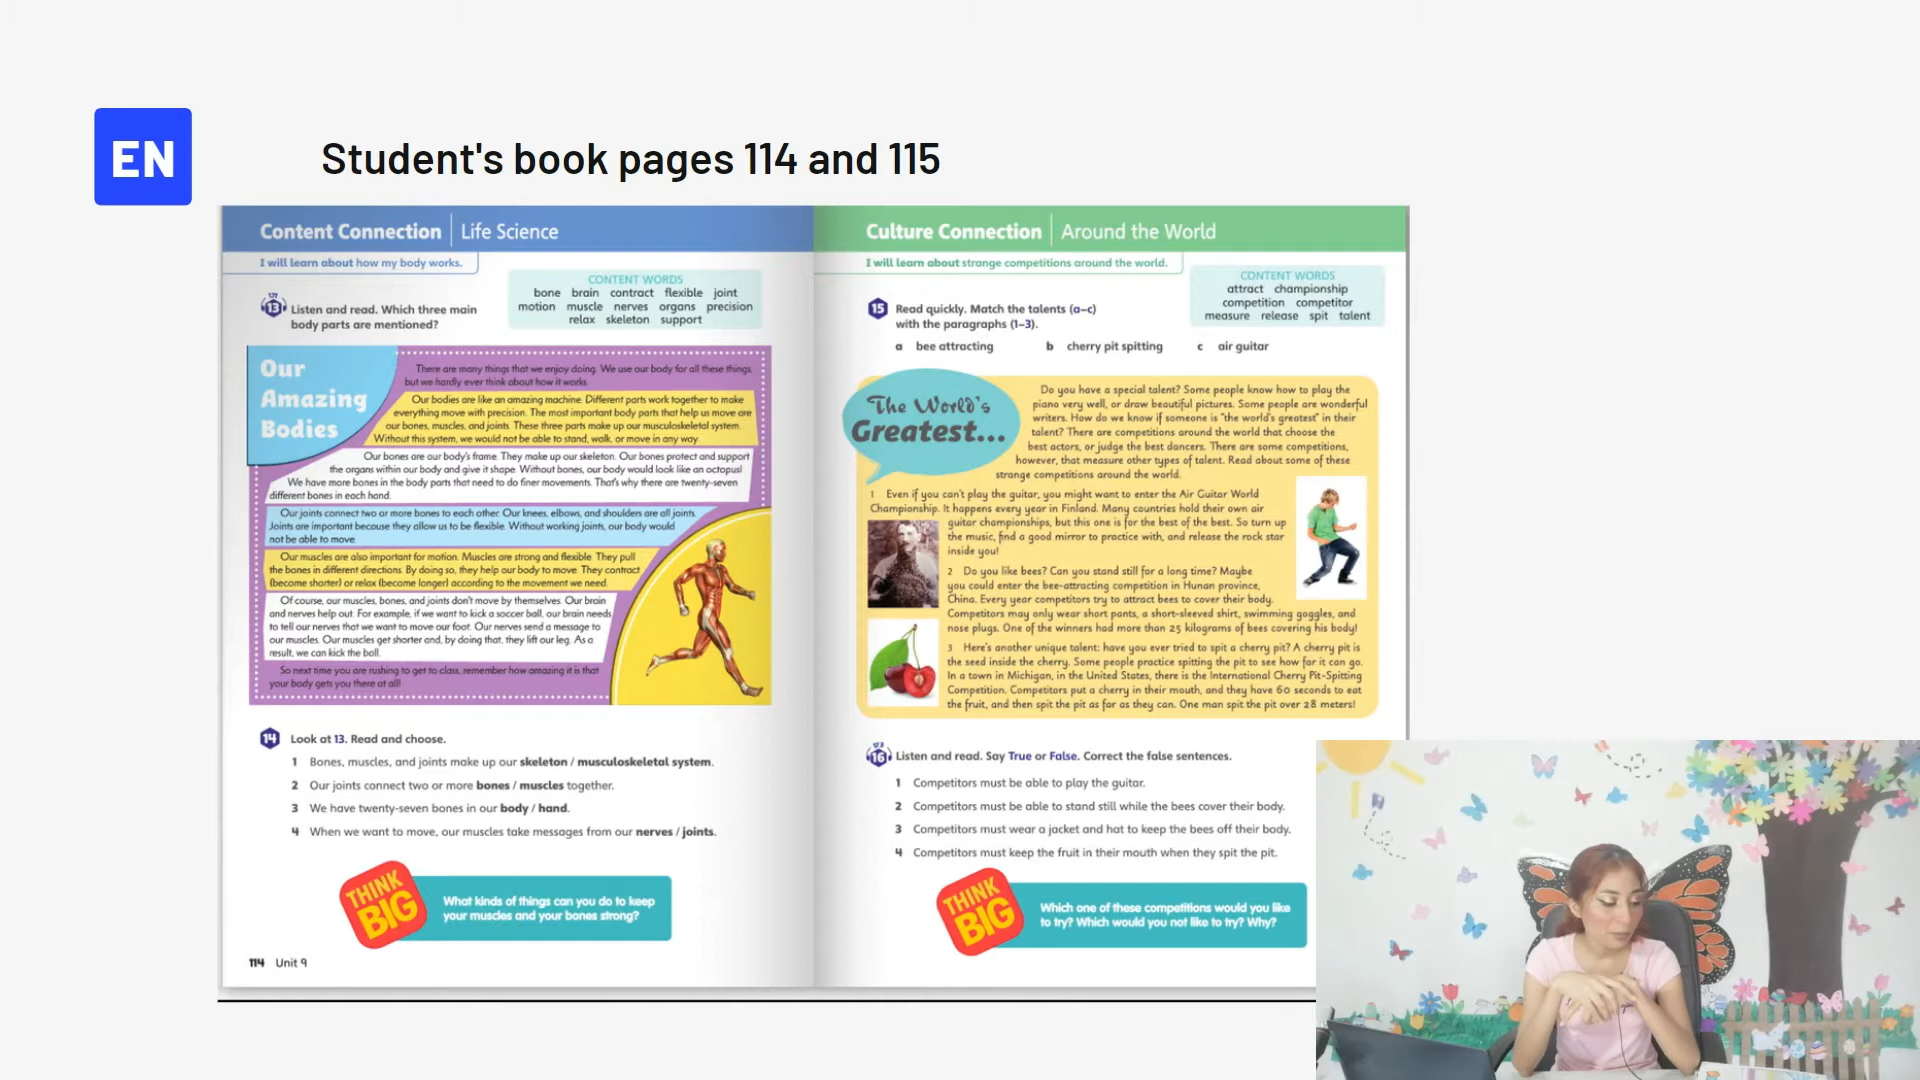 EN
Student's book pages 114 and 115
Content Connection | Life Science
I will learn about how my body works.
CONTENT WORDS
bone brain contract flexible joint
motion muscle nerves organs precision
relax skeleton support
171
13 Listen and read. Which three main
body parts are mentioned?
Our
Amazing
Bodies
There are many things that we enjoy doing. We use our body for all these things,
but we hardly ever think about how it works.
Our bodies are like an amazing machine. Different parts work together to make
everything move with precision. The most important body parts that help us move are
our bones, muscles, and joints. These three parts make up our musculoskeletal system.
Without this system, we would not be able to stand, walk, or move in any way.
Our bones are our body's frame. They make up our skeleton. Our bones protect and support
the organs within our body and give it shape. Without bones, our body would look like an octopus!
We have more bones in the body parts that need to do finer movements. That's why there are twenty-seven
different bones in each hand.
Our joints connect two or more bones to each other. Our knees, elbows, and shoulders are all joints.
Joints are important because they allow us to be flexible. Without working joints, our body would
not be able to move.
Our muscles are also important for motion. Muscles are strong and flexible. They pull
the bones in different directions. By doing so, they help our body to move. They contract
(become shorter) or relax (become longer) according to the movement we need.
Of course, our muscles, bones, and joints don't move by themselves. Our brain
and nerves help out. For example, if we want to kick a soccer ball, our brain needs
to tell our nerves that we want to move our foot. Our nerves send a message to
our muscles. Our muscles get shorter and, by doing that, they lift our leg. As a
result, we can kick the ball.
So next time you are rushing to get to class, remember how amazing it is that
your body gets you there at all!
14 Look at 13. Read and choose.
1 Bones, muscles, and joints make up our skeleton / musculoskeletal system.
2 Our joints connect two or more bones / muscles together.
3 We have twenty-seven bones in our body / hand.
4 When we want to move, our muscles take messages from our nerves / joints.
THINK
BIG
What kinds of things can you do to keep
your muscles and your bones strong?
114 Unit 9
Culture Connection | Around the World
I will learn about strange competitions around the world.
CONTENT WORDS
attract championship
competition competitor
measure release spit talent
15 Read quickly. Match the talents (a–c)
with the paragraphs (1–3).
a bee attracting b cherry pit spitting c air guitar
The World's
Greatest...
Do you have a special talent? Some people know how to play the
piano very well, or draw beautiful pictures. Some people are wonderful
writers. How do we know if someone is "the world's greatest" in their
talent? There are competitions around the world that choose the
best actors, or judge the best dancers. There are some competitions,
however, that measure other types of talent. Read about some of these
strange competitions around the world.
1 Even if you can't play the guitar, you might want to enter the Air Guitar World
Championship. It happens every year in Finland. Many countries hold their own air
guitar championships, but this one is for the best of the best. So turn up
the music, find a good mirror to practice with, and release the rock star
inside you!
2 Do you like bees? Can you stand still for a long time? Maybe
you could enter the bee-attracting competition in Hunan province,
China. Every year competitors try to attract bees to cover their body.
Competitors may only wear short pants, a short-sleeved shirt, swimming goggles, and
nose plugs. One of the winners had more than 25 kilograms of bees covering his body!
3 Here's another unique talent: have you ever tried to spit a cherry pit? A cherry pit is
the seed inside the cherry. Some people practice spitting the pit to see how far it can go.
In a town in Michigan, in the United States, there is the International Cherry Pit-Spitting
Competition. Competitors put a cherry in their mouth, and they have 60 seconds to eat
the fruit, and then spit the pit as far as they can. One man spit the pit over 28 meters!
172
16 Listen and read. Say True or False. Correct the false sentences.
1 Competitors must be able to play the guitar.
2 Competitors must be able to stand still while the bees cover their body.
3 Competitors must wear a jacket and hat to keep the bees off their body.
4 Competitors must keep the fruit in their mouth when they spit the pit.
THINK
BIG
Which one of these competitions would you like
to try? Which would you not like to try? Why?